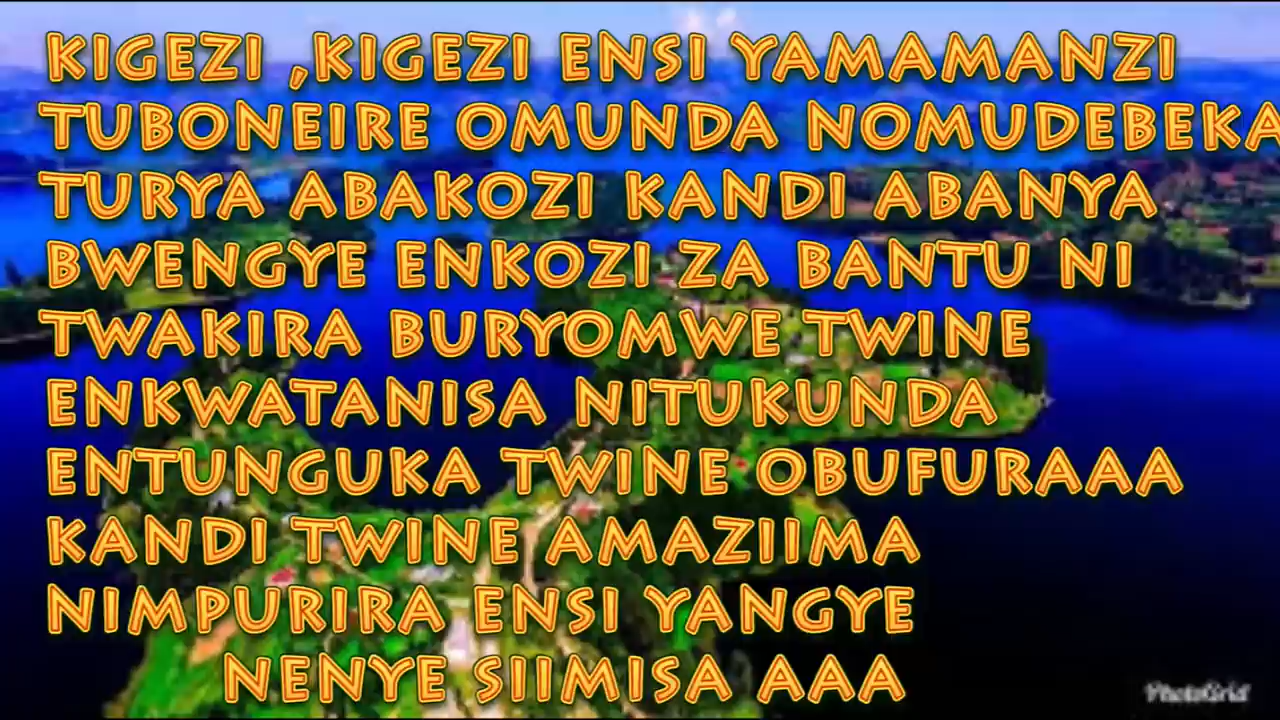 KIGEZI ,KIGEZI ENSI YAMAMANZI
TUBONEIRE OMUNDA NOMUDEBEKA
TURYA ABAKOZI KANDI ABANYA
BWENGYE ENKOZI ZA BANTU NI
TWAKIRA BURYOMWE TWINE
ENKWATANISA NITUKUNDA
ENTUNGUKA TWINE OBUFURAAA
KANDI TWINE AMAZIIMA
NIMPURIRA ENSI YANGYE
NENYE SIIMISA AAA
PhotoGrid